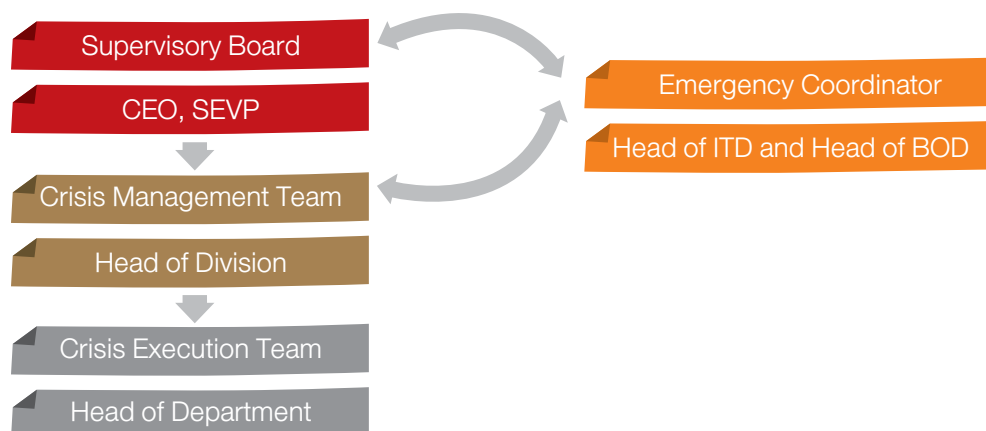 Supervisory Board
CEO, SEVP
Crisis Management Team
Head of Division
Crisis Execution Team
Head of Department
Emergency Coordinator
Head of ITD and Head of BOD